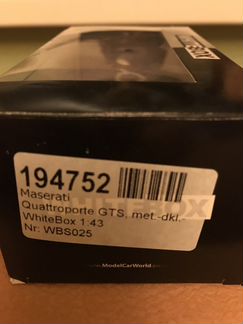 194752
Maserati
Quattroporte GTS, met.-dkl.
WhiteBox 1:43
Nr: WBS025
ModelCarWorld